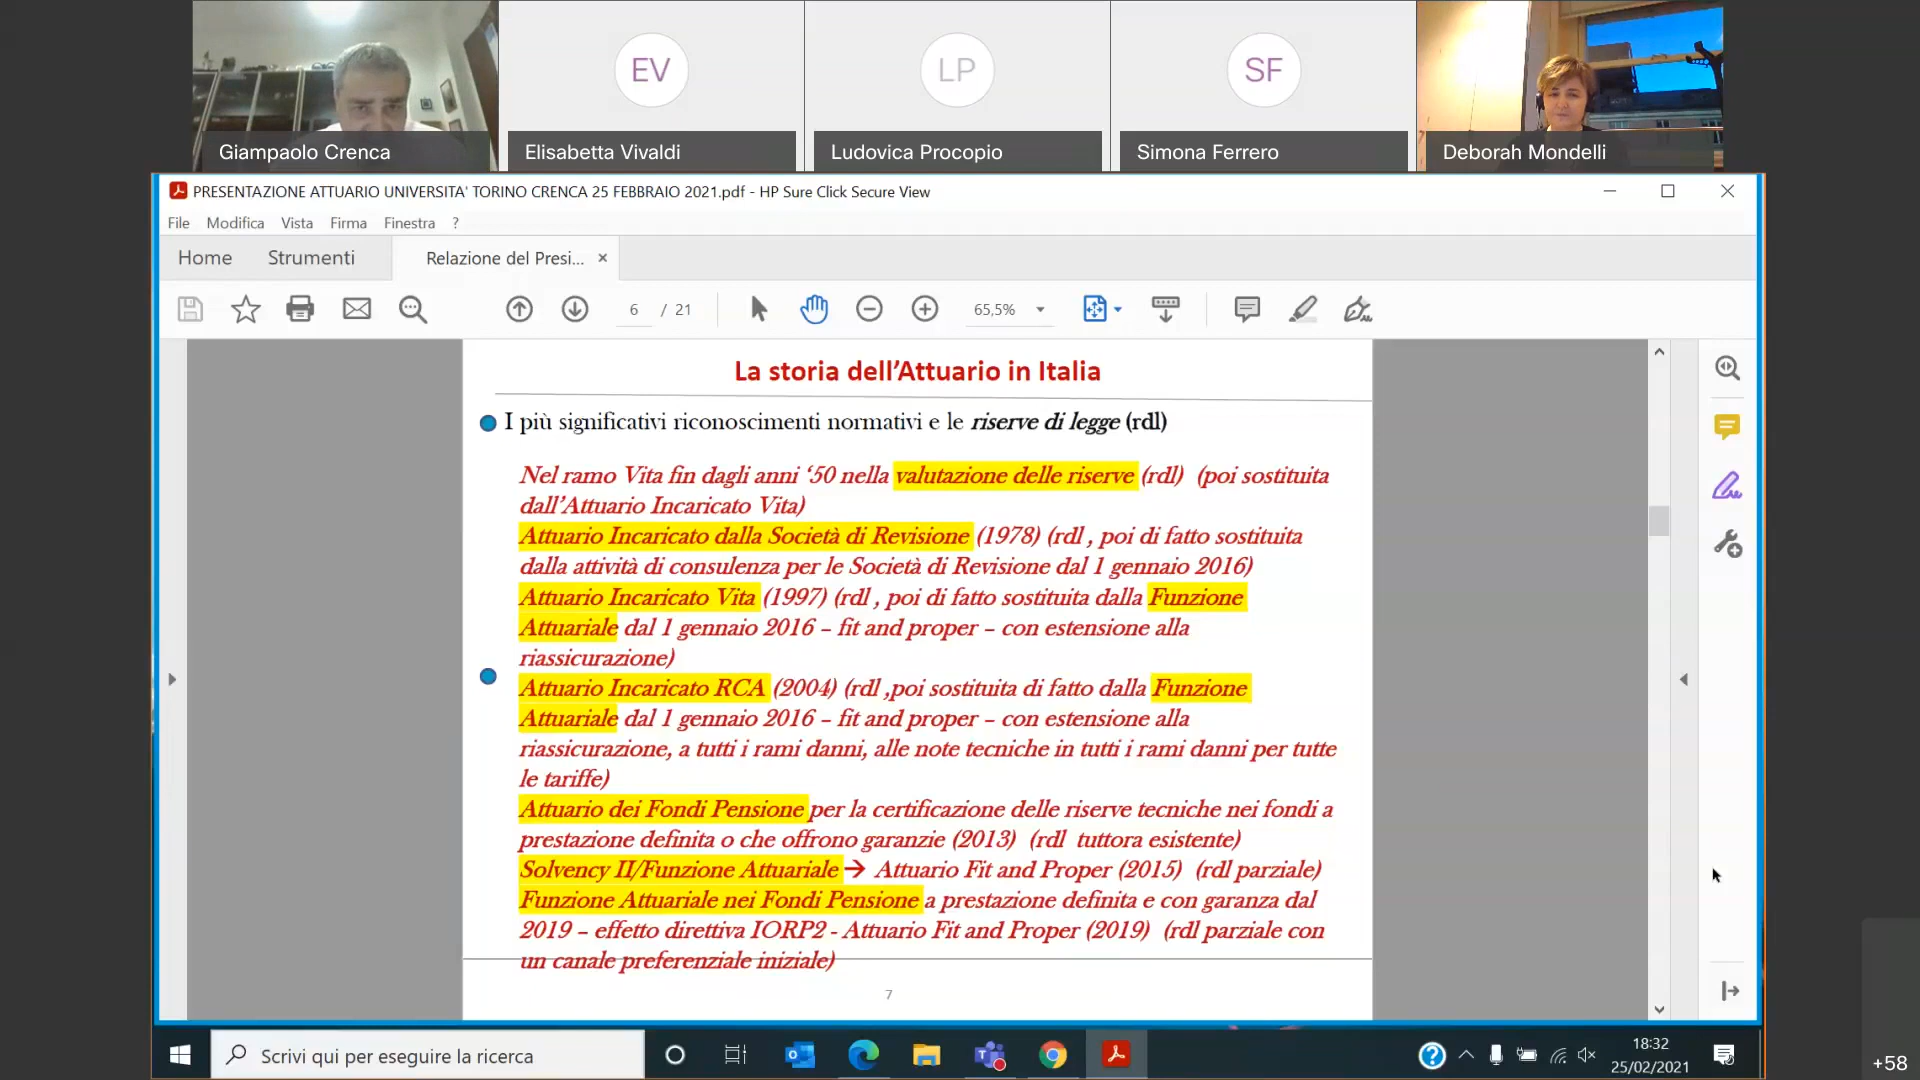 EV
LP
SF
Giampaolo Crenca
Elisabetta Vivaldi
Ludovica Procopio
Simona Ferrero
Deborah Mondelli
PRESENTAZIONE ATTUARIO UNIVERSITA' TORINO CRENCA 25 FEBBRAIO 2021.pdf - HP Sure Click Secure View
File Modifica Vista Firma Finestra ?
Home Strumenti Relazione del Presi... ×
6 / 21 65,5%
La storia dell'Attuario in Italia
I più significativi riconoscimenti normativi e le riserve di legge (rdl)
Nel ramo Vita fin dagli anni '50 nella valutazione delle riserve (rdl) (poi sostituita
dall'Attuario Incaricato Vita)
Attuario Incaricato dalla Società di Revisione (1978) (rdl , poi di fatto sostituita
dalla attività di consulenza per le Società di Revisione dal 1 gennaio 2016)
Attuario Incaricato Vita (1997) (rdl , poi di fatto sostituita dalla Funzione
Attuariale dal 1 gennaio 2016 – fit and proper – con estensione alla
riassicurazione)
Attuario Incaricato RCA (2004) (rdl ,poi sostituita di fatto dalla Funzione
Attuariale dal 1 gennaio 2016 – fit and proper – con estensione alla
riassicurazione, a tutti i rami danni, alle note tecniche in tutti i rami danni per tutte
le tariffe)
Attuario dei Fondi Pensione per la certificazione delle riserve tecniche nei fondi a
prestazione definita o che offrono garanzie (2013) (rdl tuttora esistente)
Solvency II/Funzione Attuariale → Attuario Fit and Proper (2015) (rdl parziale)
Funzione Attuariale nei Fondi Pensione a prestazione definita e con garanza dal
2019 – effetto direttiva IORP2 - Attuario Fit and Proper (2019) (rdl parziale con
un canale preferenziale iniziale)
7
Scrivi qui per eseguire la ricerca
18:32
25/02/2021
+58